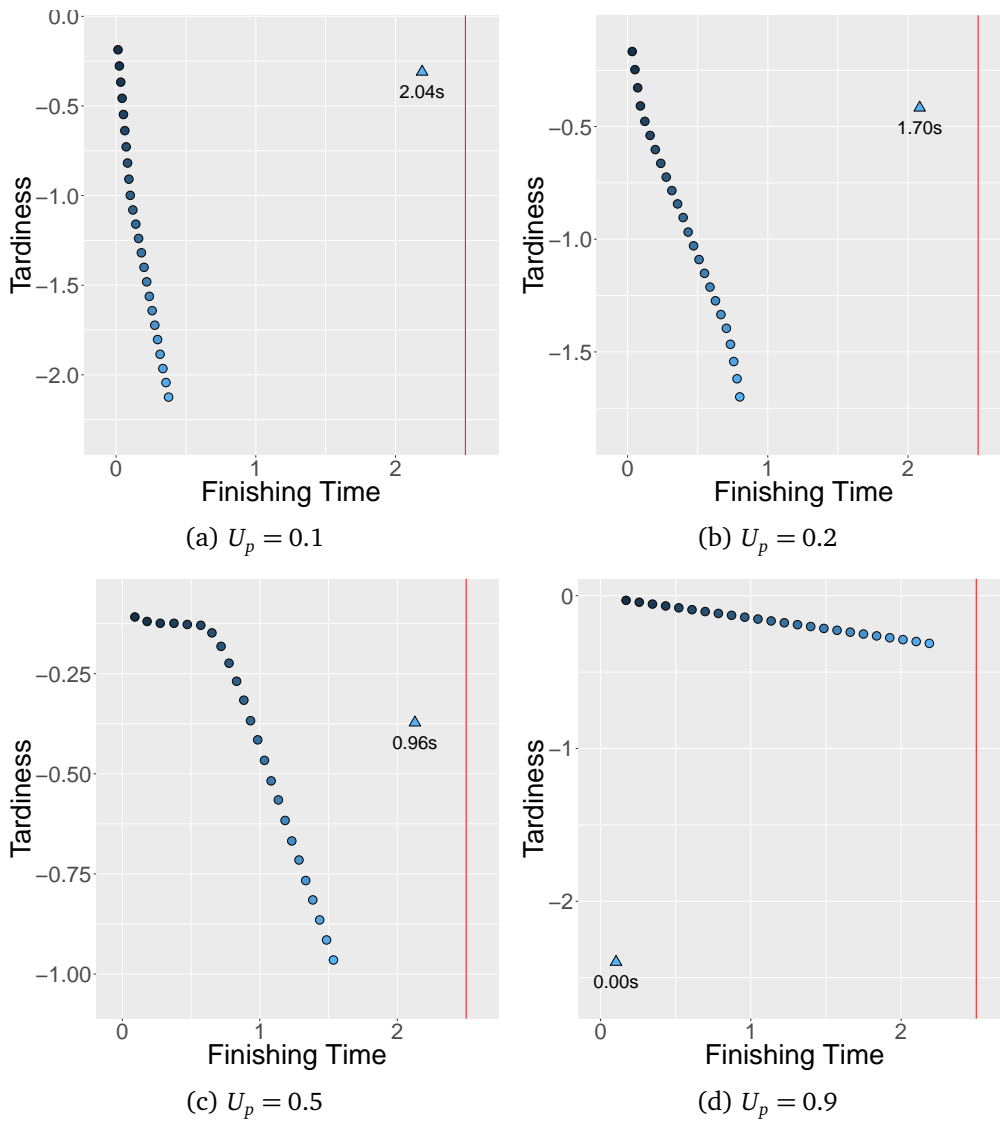 0.0
−0.5
−1.0
−1.5
−2.0
Tardiness
2.04s
0 1 2
Finishing Time
(a) U_p = 0.1
−0.5
−1.0
−1.5
Tardiness
1.70s
0 1 2
Finishing Time
(b) U_p = 0.2
−0.25
−0.50
−0.75
−1.00
Tardiness
0.96s
0 1 2
Finishing Time
(c) U_p = 0.5
0
−1
−2
Tardiness
0.00s
0 1 2
Finishing Time
(d) U_p = 0.9